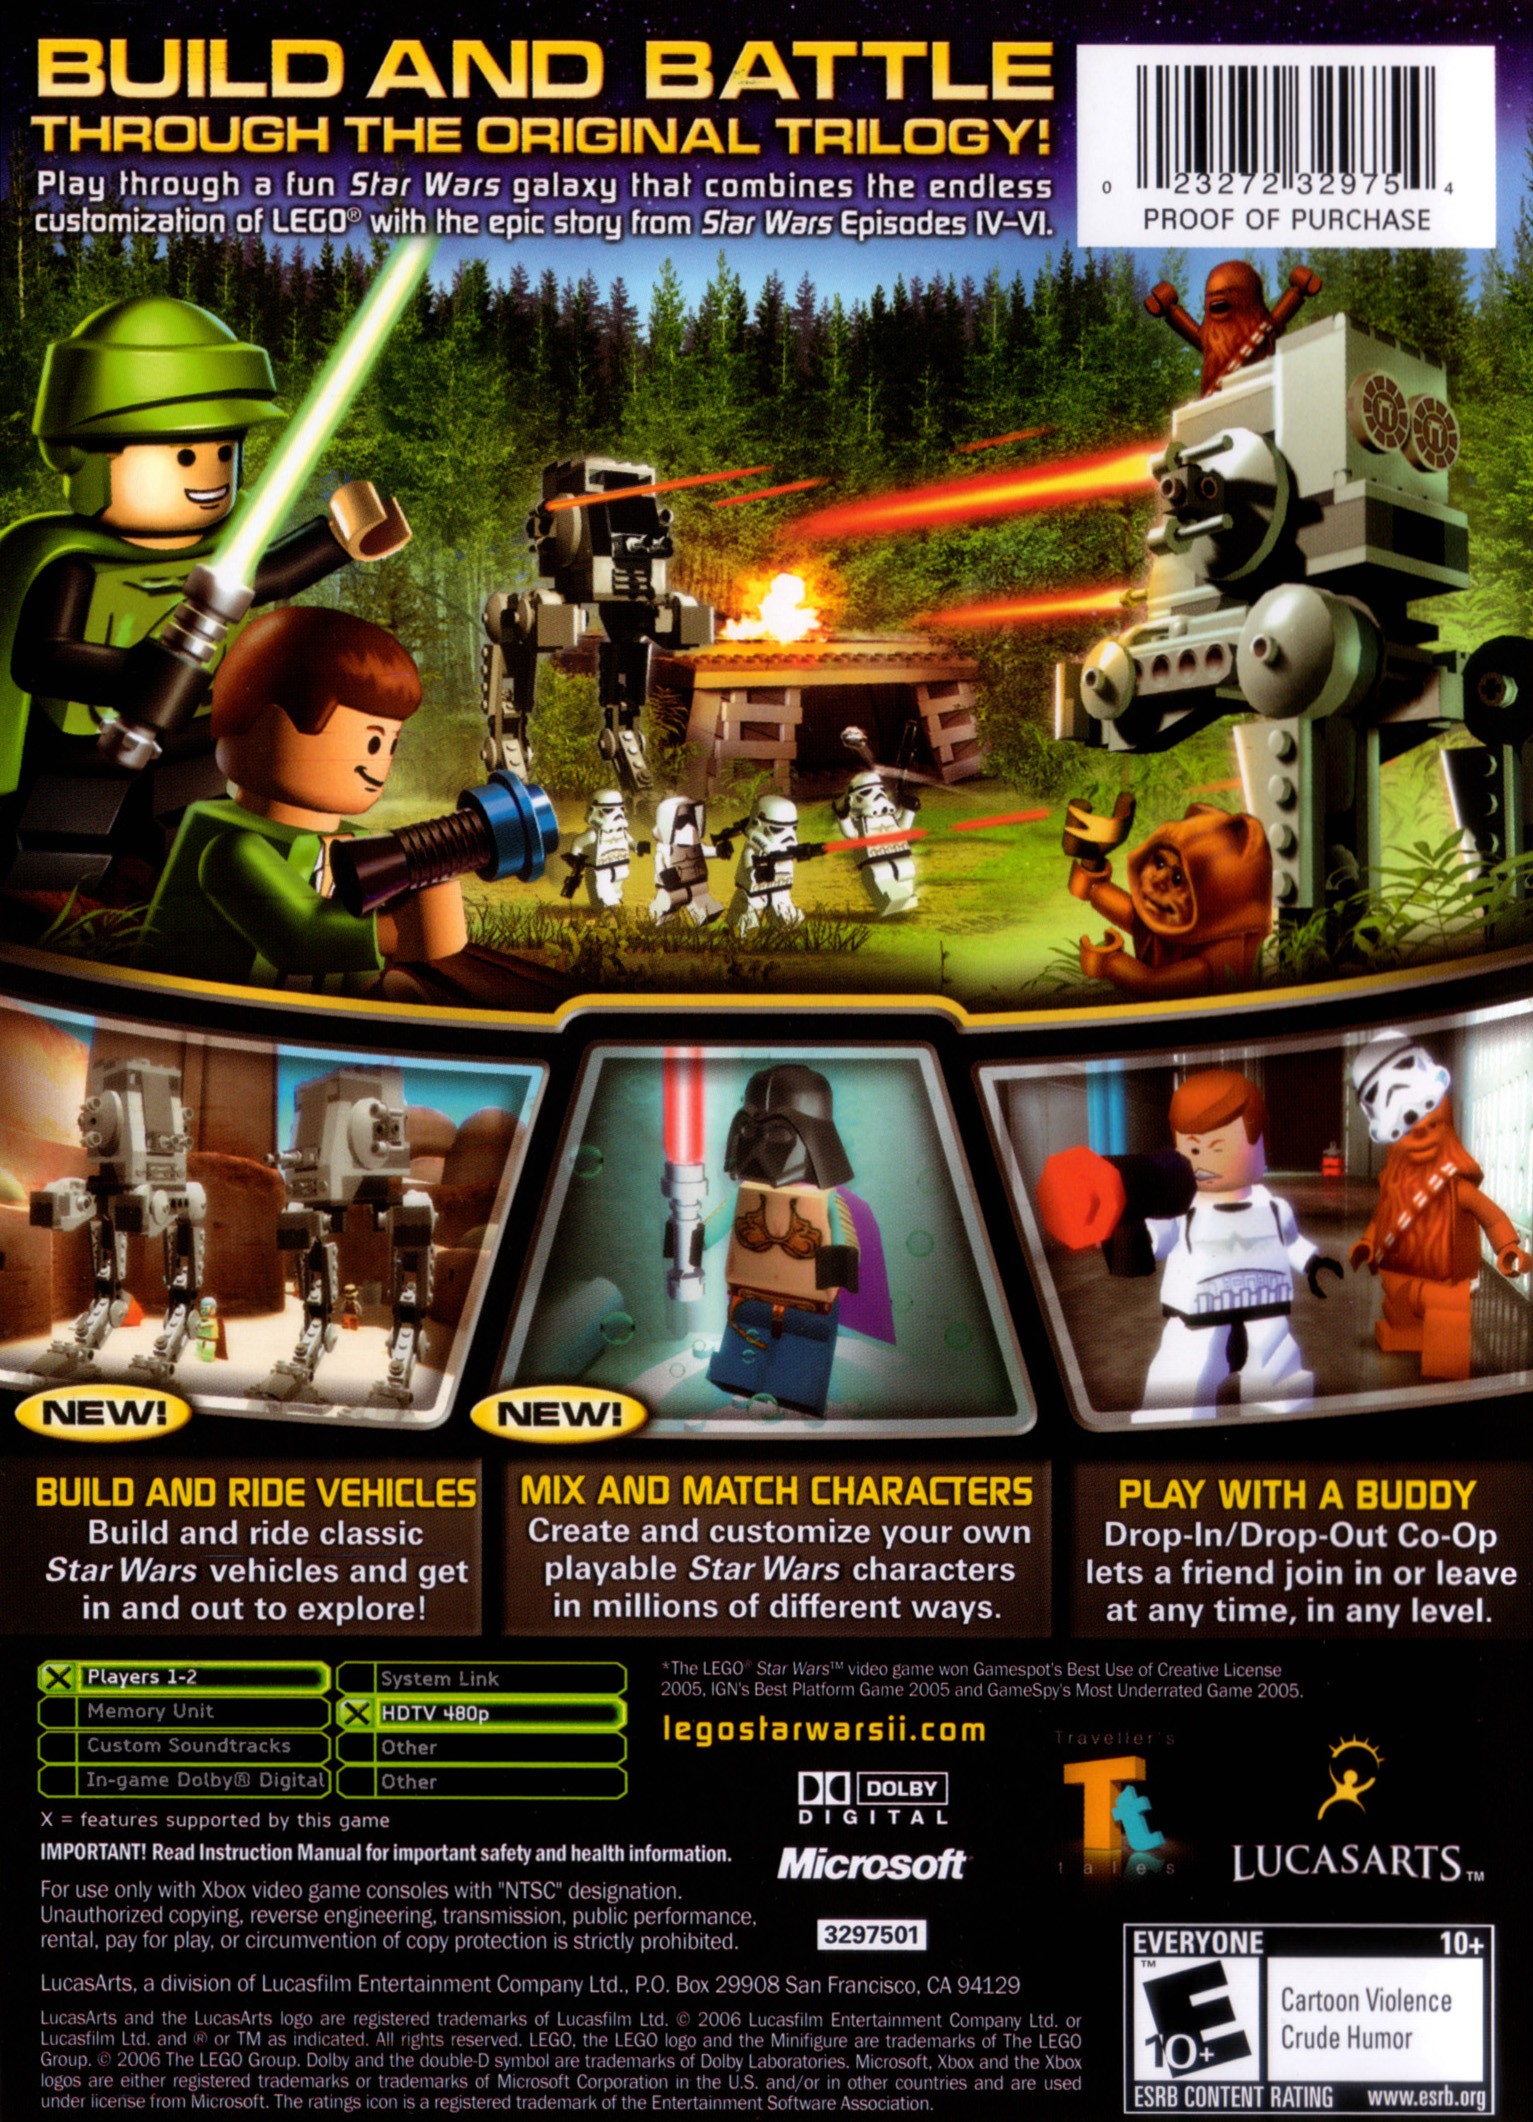 BUILD AND BATTLE
THROUGH THE ORIGINAL TRILOGY!
Play through a fun Star Wars galaxy that combines the endless
customization of LEGO® with the epic story from Star Wars Episodes IV–VI.
0 23272 32975 4
PROOF OF PURCHASE
NEW!
NEW!
BUILD AND RIDE VEHICLES
Build and ride classic
Star Wars vehicles and get
in and out to explore!
MIX AND MATCH CHARACTERS
Create and customize your own
playable Star Wars characters
in millions of different ways.
PLAY WITH A BUDDY
Drop-In/Drop-Out Co-Op
lets a friend join in or leave
at any time, in any level.
X Players 1-2
Memory Unit
Custom Soundtracks
In-game Dolby® Digital
System Link
X HDTV 480p
Other
Other
X = features supported by this game
*The LEGO® Star Wars™ video game won Gamespot's Best Use of Creative License
2005, IGN's Best Platform Game 2005 and GameSpy's Most Underrated Game 2005.
legostarwarsii.com
DOLBY
DIGITAL
Microsoft
3297501
Traveller's
Tt
tales
LUCASARTS™
IMPORTANT! Read Instruction Manual for important safety and health information.
For use only with Xbox video game consoles with "NTSC" designation.
Unauthorized copying, reverse engineering, transmission, public performance,
rental, pay for play, or circumvention of copy protection is strictly prohibited.
LucasArts, a division of Lucasfilm Entertainment Company Ltd., P.O. Box 29908 San Francisco, CA 94129
LucasArts and the LucasArts logo are registered trademarks of Lucasfilm Ltd. © 2006 Lucasfilm Entertainment Company Ltd. or
Lucasfilm Ltd. and ® or TM as indicated. All rights reserved. LEGO, the LEGO logo and the Minifigure are trademarks of The LEGO
Group. © 2006 The LEGO Group. Dolby and the double-D symbol are trademarks of Dolby Laboratories. Microsoft, Xbox and the Xbox
logos are either registered trademarks or trademarks of Microsoft Corporation in the U.S. and/or in other countries and are used
under license from Microsoft. The ratings icon is a registered trademark of the Entertainment Software Association.
EVERYONE 10+
™
E
10+
Cartoon Violence
Crude Humor
ESRB CONTENT RATING www.esrb.org